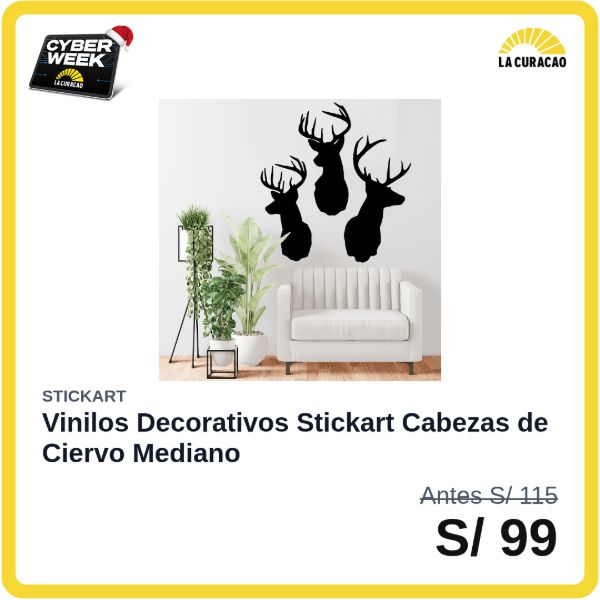 CYBER
WEEK
LA CURACAO
LA CURACAO
STICKART
Vinilos Decorativos Stickart Cabezas de
Ciervo Mediano
Antes S/ 115
S/ 99